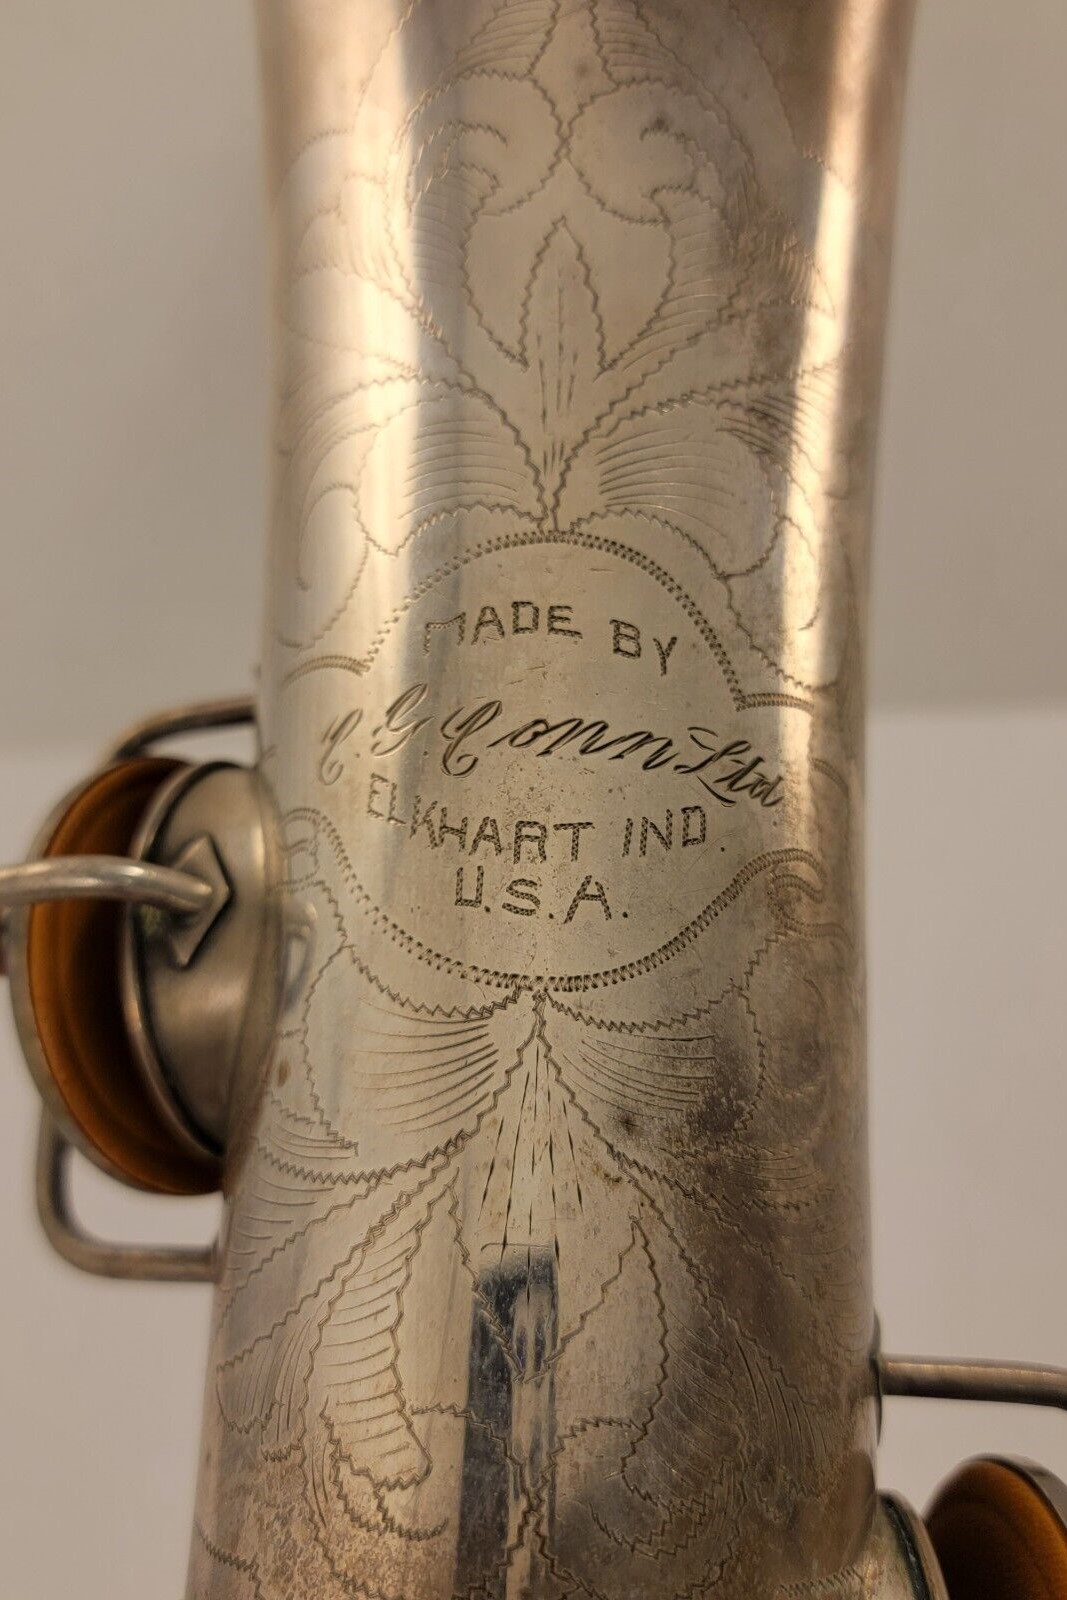 MADE BY
C. G. Conn Ltd
ELKHART IND.
U.S.A.